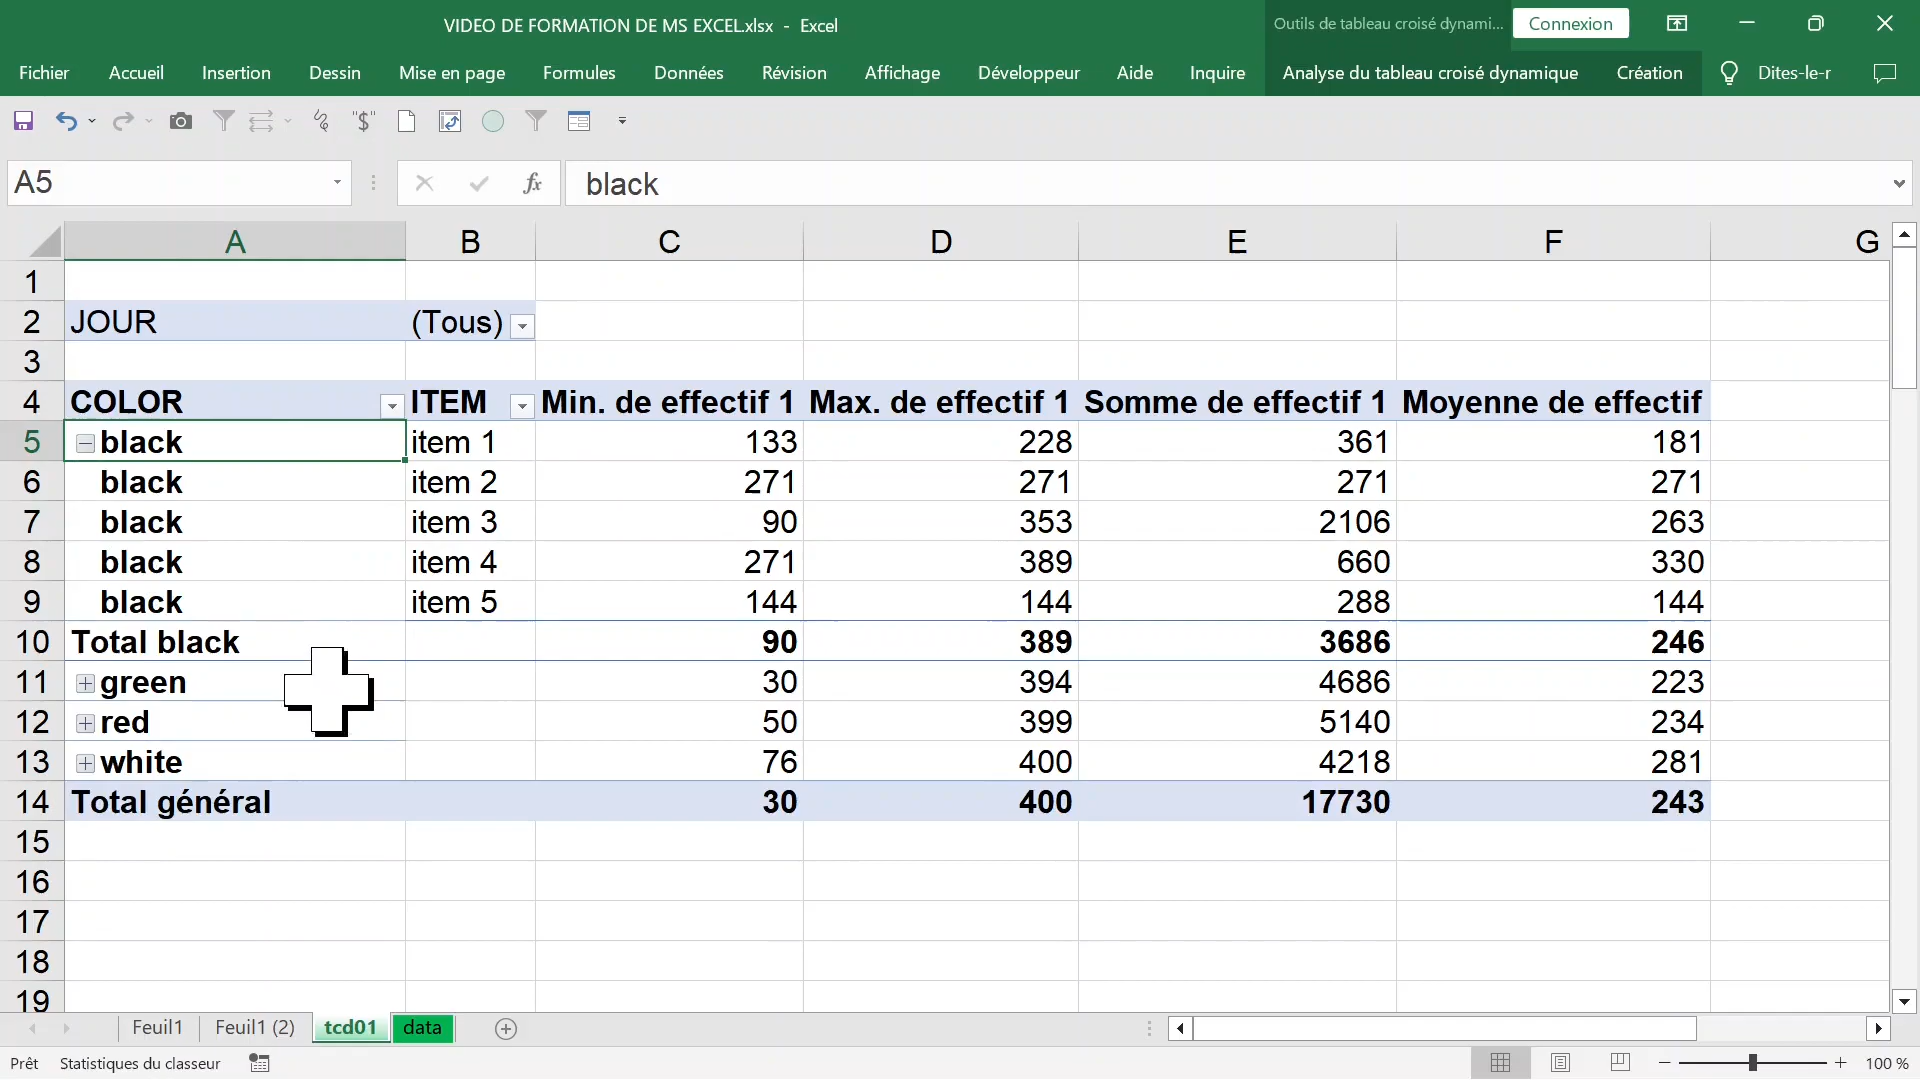 VIDEO DE FORMATION DE MS EXCEL.xlsx - Excel
Outils de tableau croisé dynami...
Connexion
Fichier Accueil Insertion Dessin Mise en page Formules Données Révision Affichage Développeur Aide Inquire Analyse du tableau croisé dynamique Création Dites-le-r
"$"
A5 fx black
A B C D E F G
1
2 JOUR (Tous)
3
4 COLOR ITEM Min. de effectif 1 Max. de effectif 1 Somme de effectif 1 Moyenne de effectif
5 black item 1 133 228 361 181
6 black item 2 271 271 271 271
7 black item 3 90 353 2106 263
8 black item 4 271 389 660 330
9 black item 5 144 144 288 144
10 Total black 90 389 3686 246
11 green 30 394 4686 223
12 red 50 399 5140 234
13 white 76 400 4218 281
14 Total général 30 400 17730 243
15
16
17
18
19
Feuil1 Feuil1 (2) tcd01 data
Prêt Statistiques du classeur 100 %